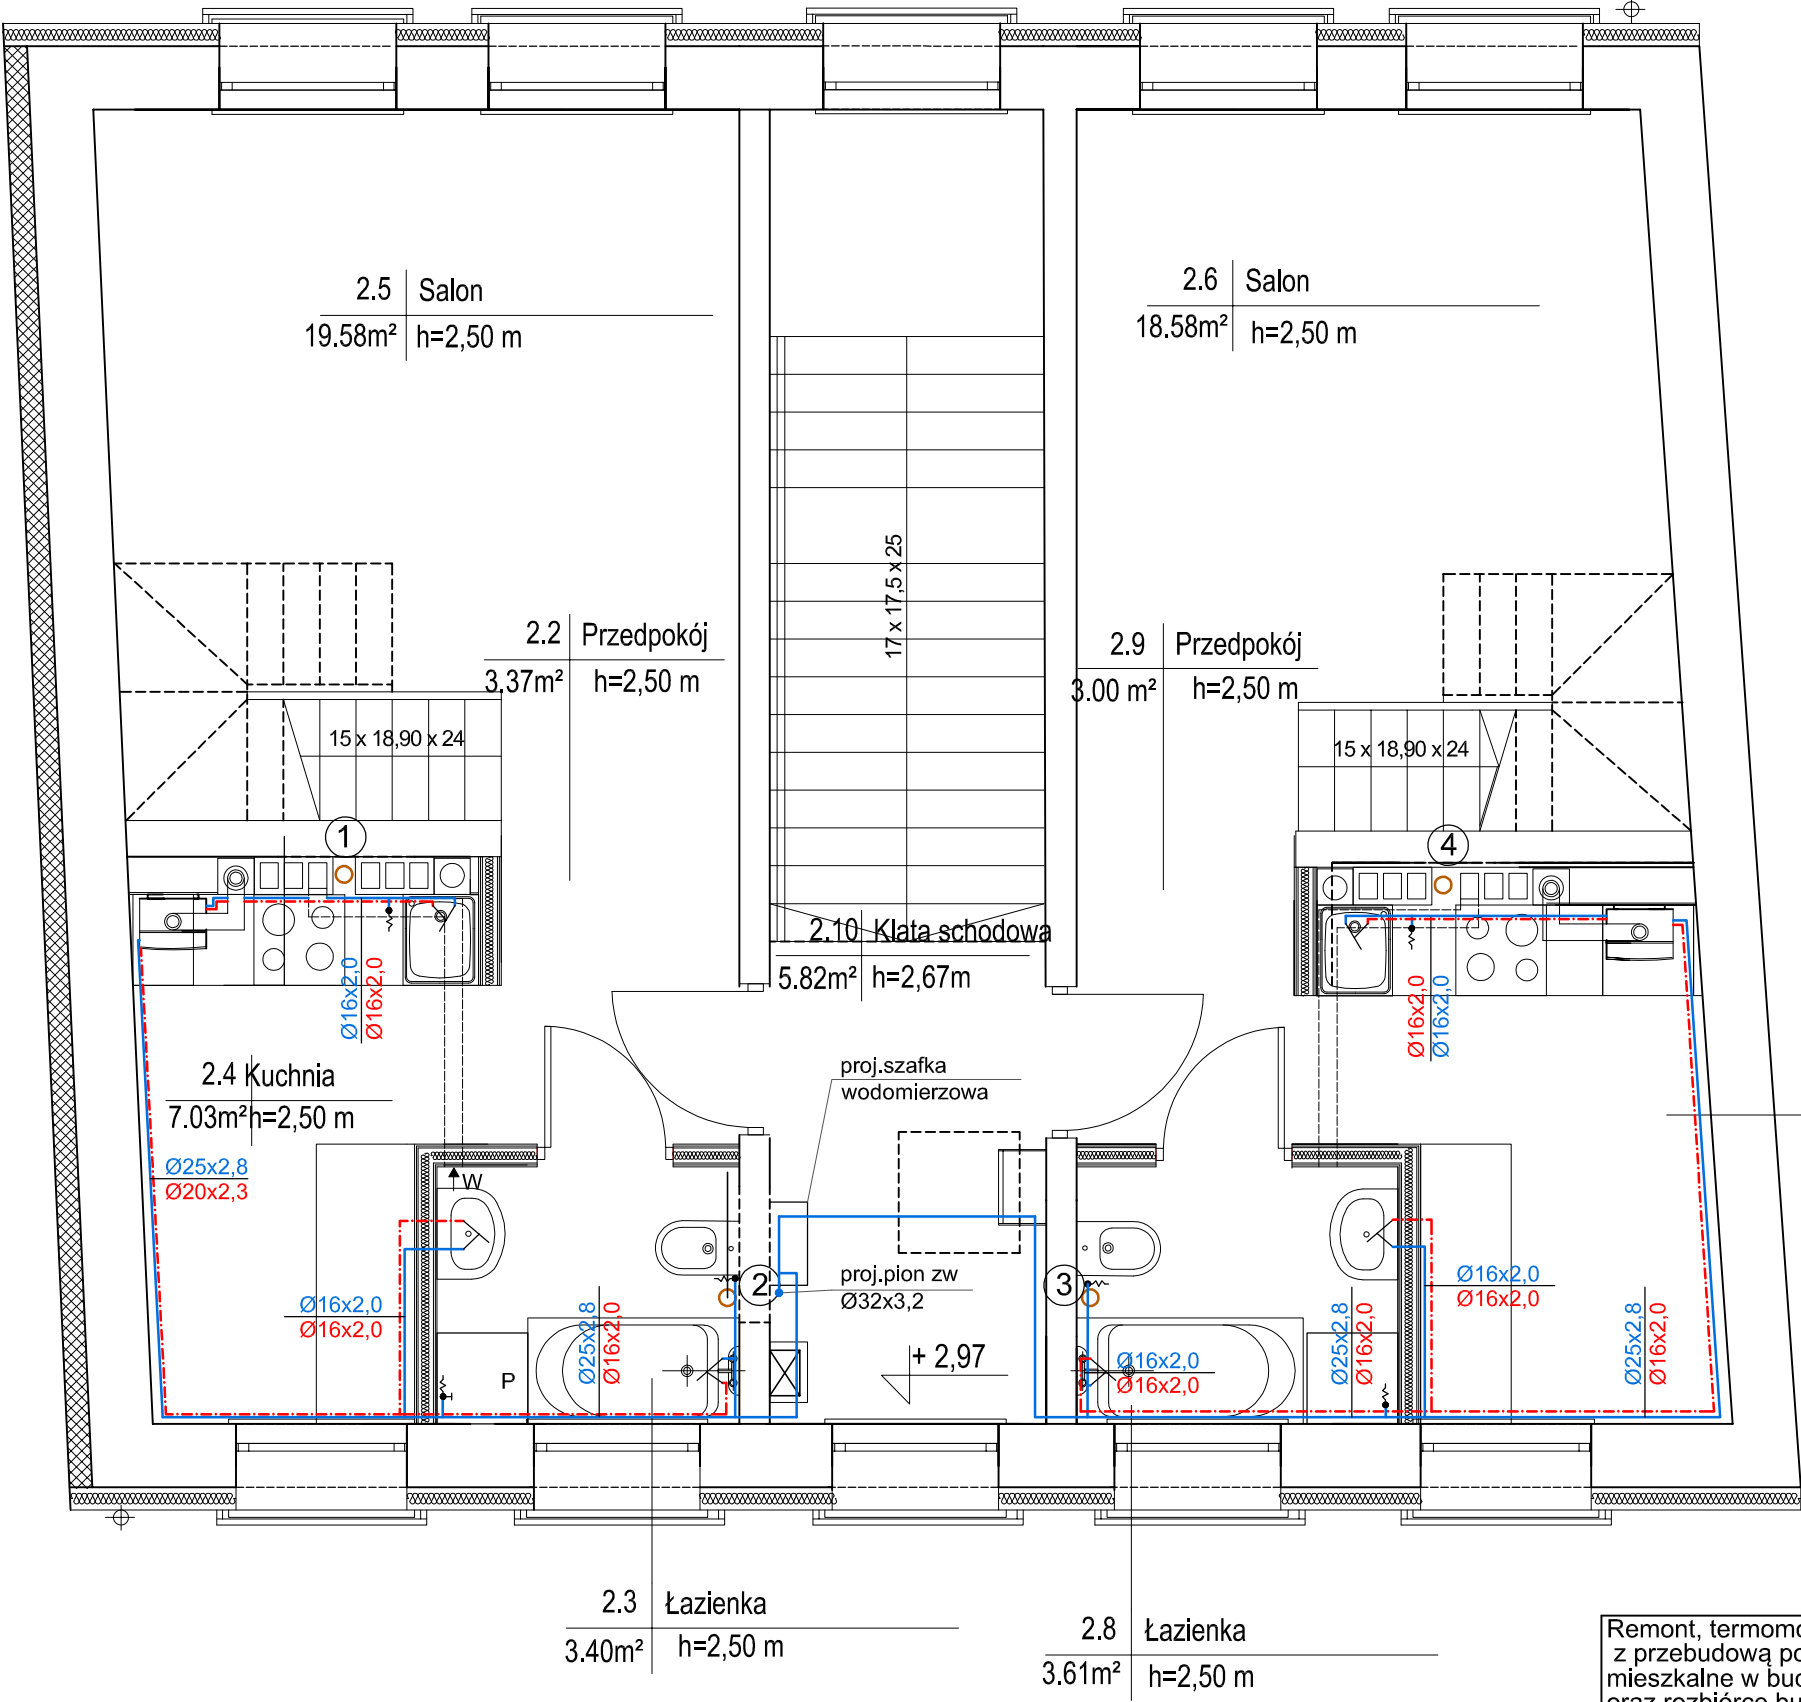 2.5 Salon
19.58m² h=2,50 m
2.6 Salon
18.58m² h=2,50 m
17 x 17,5 x 25
2.2 Przedpokój
3.37m² h=2,50 m
2.9 Przedpokój
3.00 m² h=2,50 m
15 x 18,90 x 24
15 x 18,90 x 24
1
4
2.10 Klata schodowa
5.82m² h=2,67m
Ø16x2,0
Ø16x2,0
Ø16x2,0
Ø16x2,0
2.4 Kuchnia
7.03m² h=2,50 m
proj.szafka
wodomierzowa
Ø25x2,8
Ø20x2,3
W
2
proj.pion zw
Ø32x3,2
3
Ø16x2,0
Ø16x2,0
Ø25x2,8
Ø16x2,0
Ø16x2,0
Ø16x2,0
P
+ 2,97
Ø16x2,0
Ø16x2,0
Ø25x2,8
Ø16x2,0
Ø25x2,8
Ø16x2,0
2.3 Łazienka
3.40m² h=2,50 m
2.8 Łazienka
3.61m² h=2,50 m
Remont, termomo
z przebudową po
mieszkalne w bud
oraz rozbiórce bu